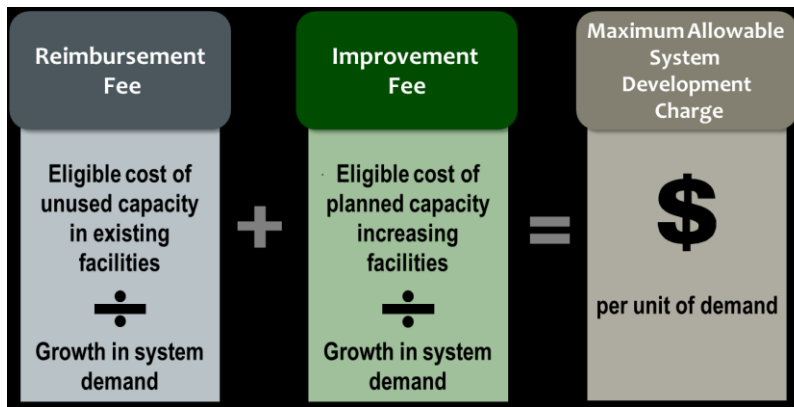 Reimbursement
Fee
Eligible cost of
unused capacity
in existing
facilities
÷
Growth in system
demand
+
Improvement
Fee
Eligible cost of
planned capacity
increasing
facilities
÷
Growth in system
demand
=
Maximum Allowable
System
Development
Charge
$
per unit of demand